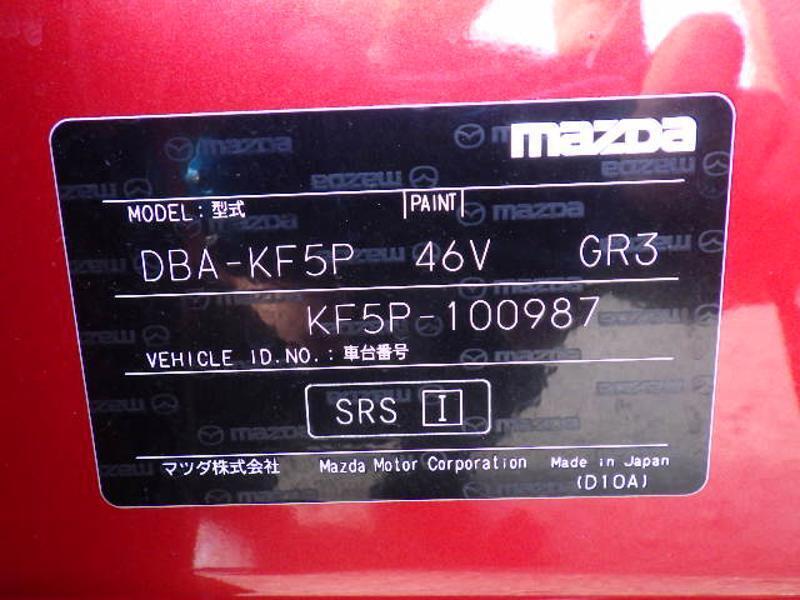 mazda
MODEL : 型式 PAINT
DBA-KF5P 46V GR3
KF5P-100987
VEHICLE ID.NO. : 車台番号
SRS I
マツダ株式会社 Mazda Motor Corporation Made in Japan
(D10A)